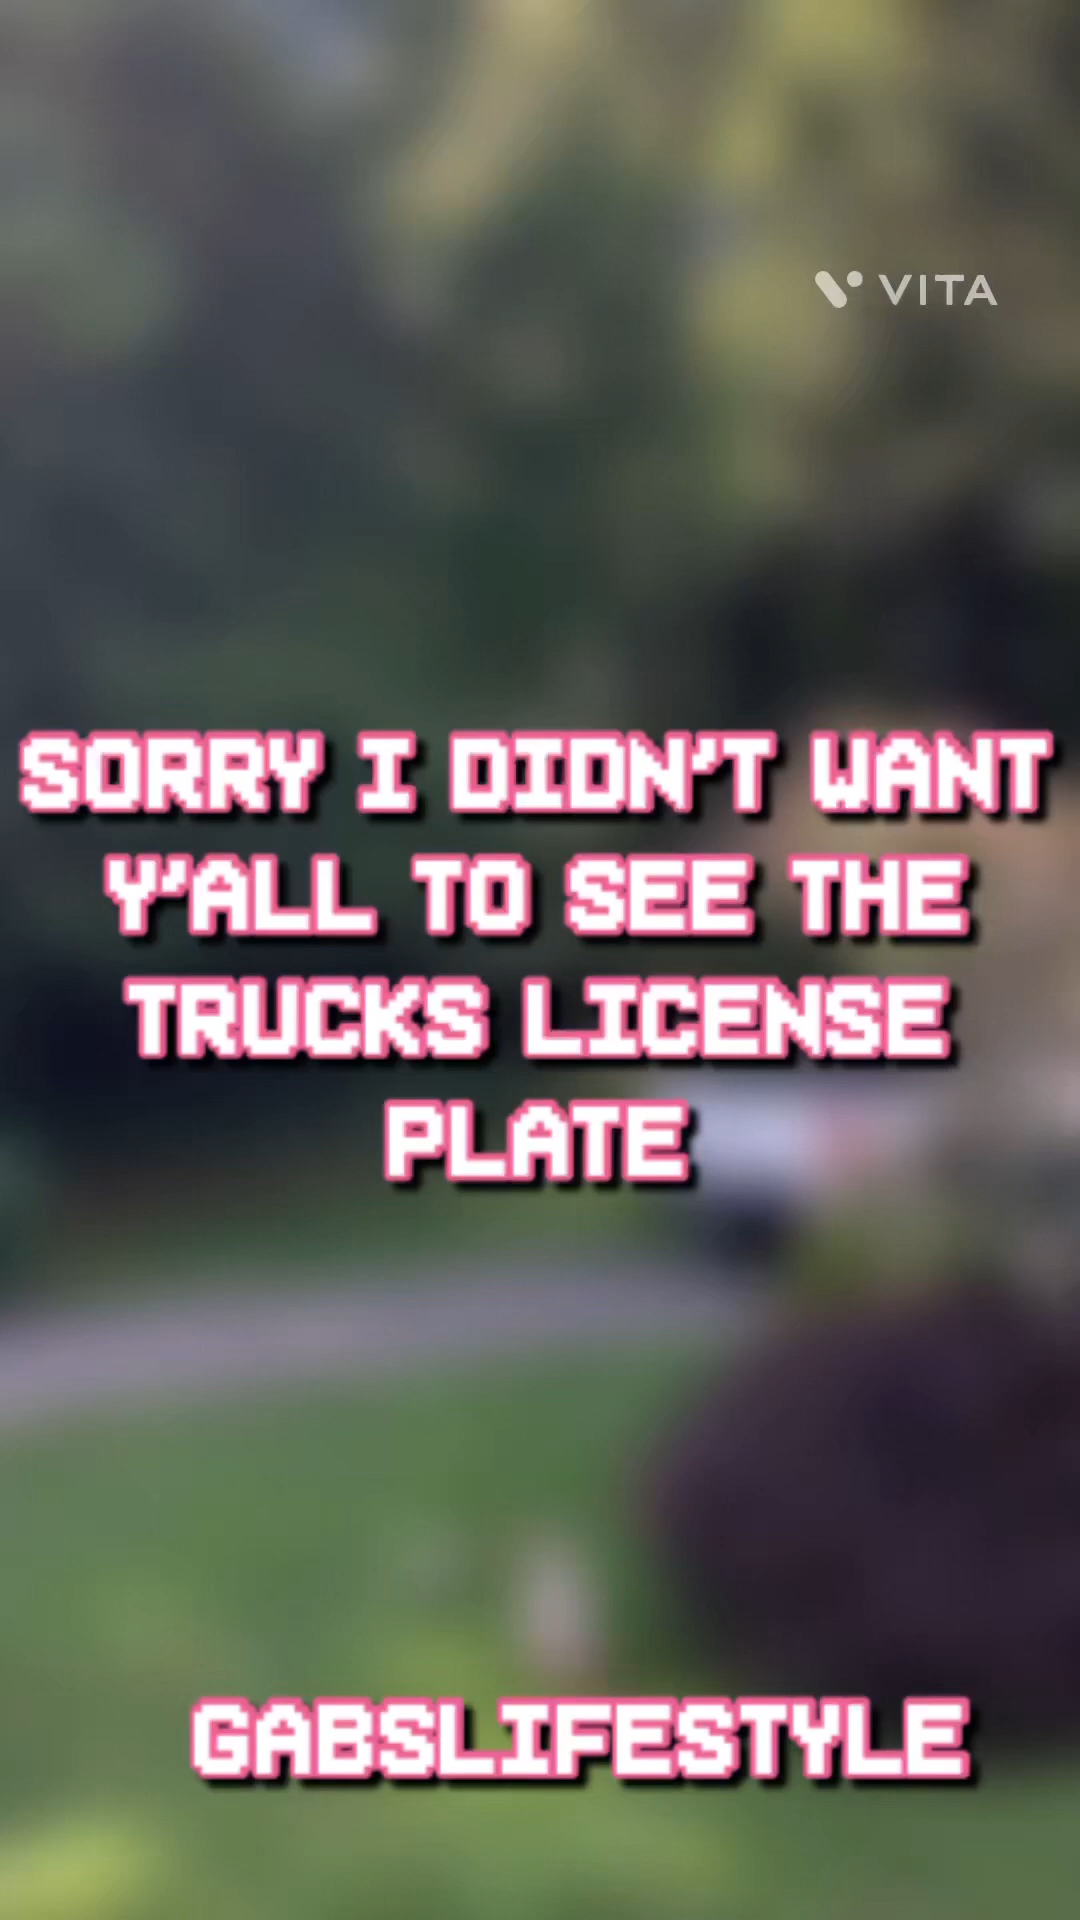 VITA
SORRY I DIDN'T WANT
Y'ALL TO SEE THE
TRUCKS LICENSE
PLATE
GABSLIFESTYLE